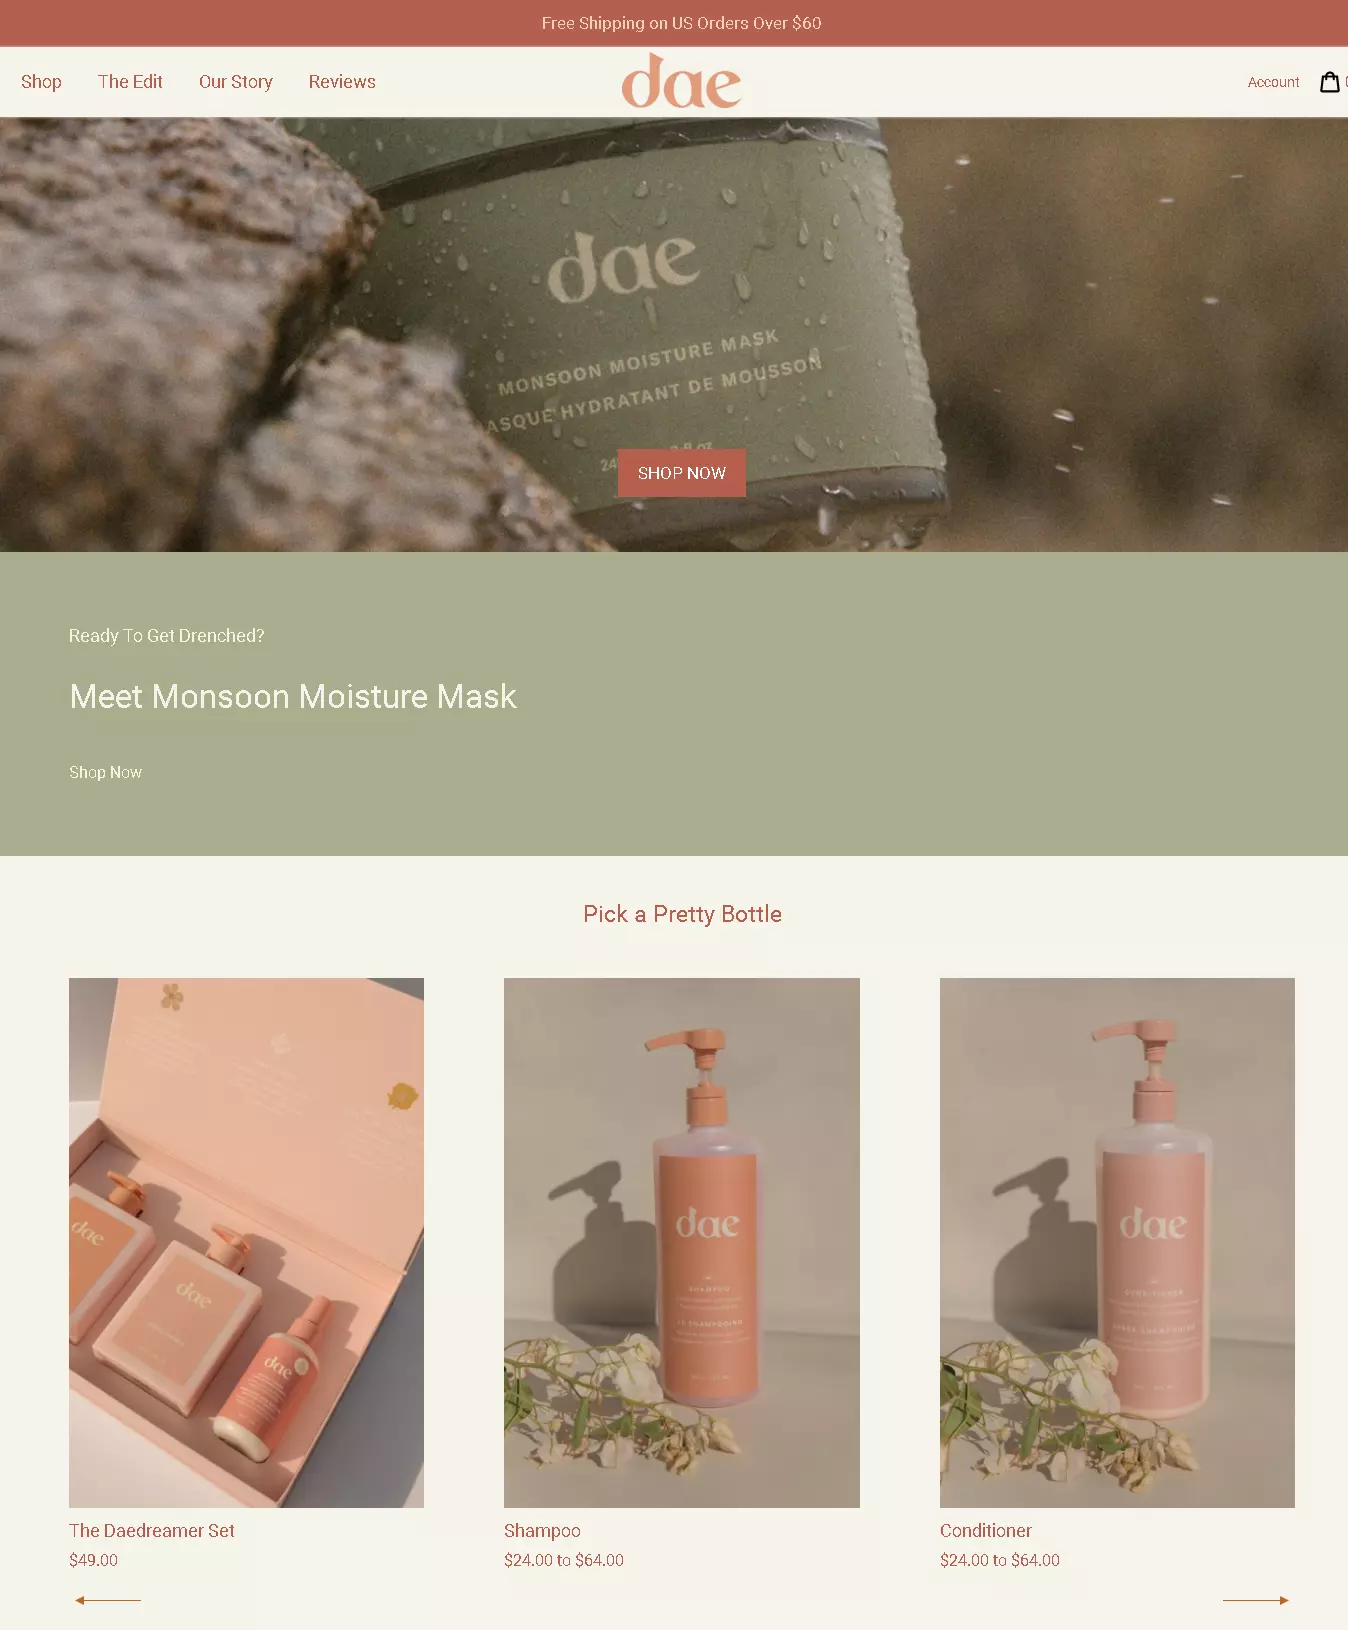 Free Shipping on US Orders Over $60
Shop The Edit Our Story Reviews
dae
Account
dae
MONSOON MOISTURE MASK
HYDRATANT DE MOUSSON
SHOP NOW
Ready To Get Drenched?
Meet Monsoon Moisture Mask
Shop Now
Pick a Pretty Bottle
dae
dae
dae
dae
SHAMPOO
dae
CONDITIONER
The Daedreamer Set
$49.00
Shampoo
$24.00 to $64.00
Conditioner
$24.00 to $64.00